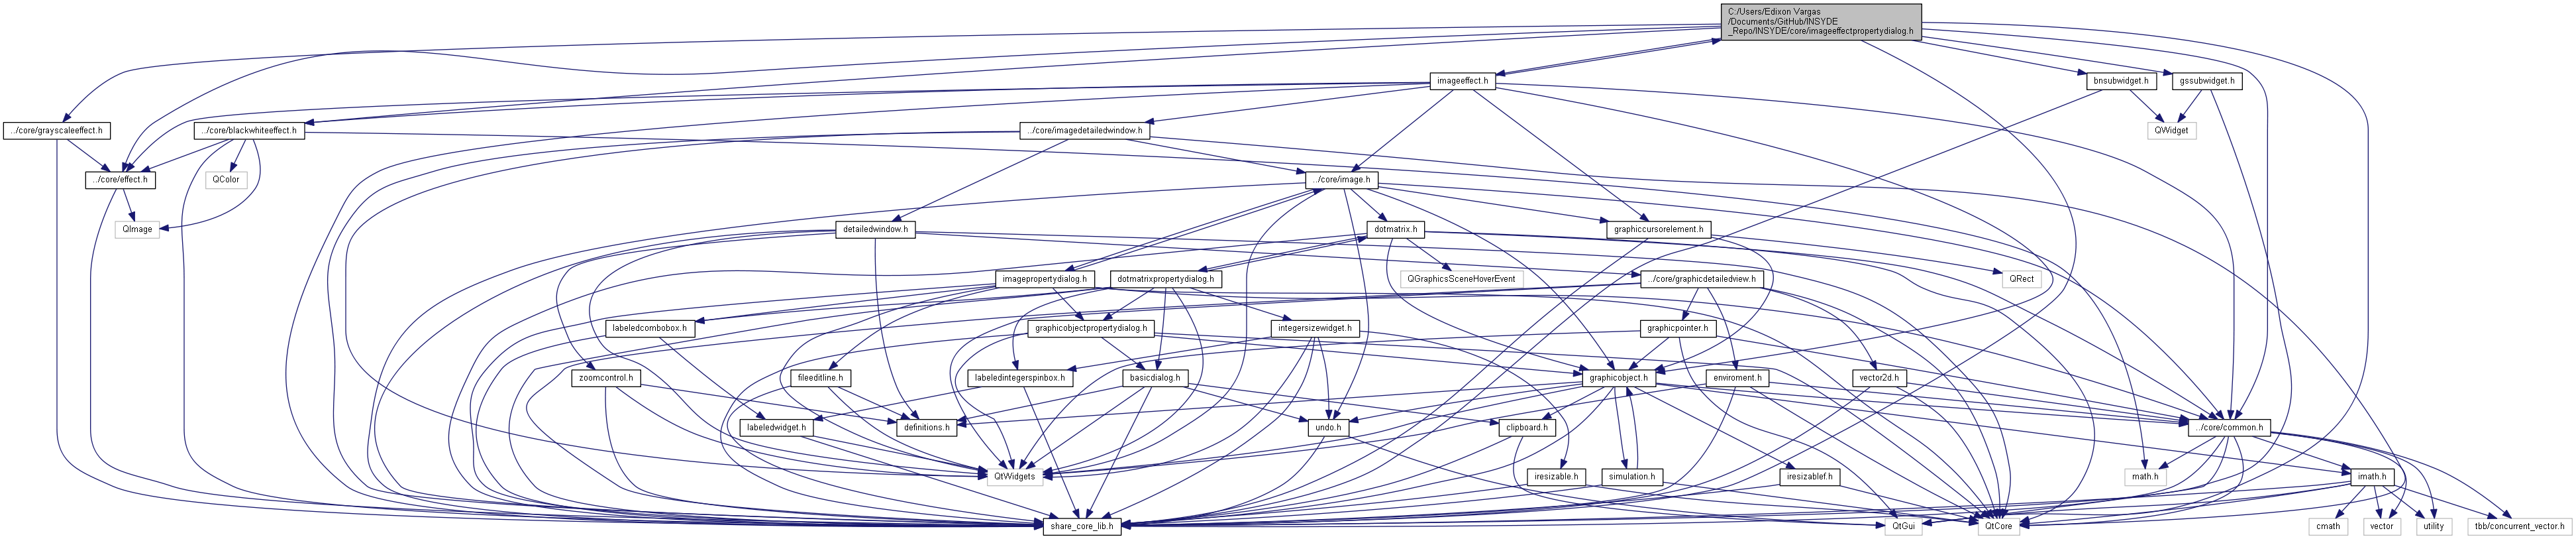 C:/Users/Edixon Vargas
/Documents/GitHub/INSYDE
_Repo/INSYDE/core/imageeffectpropertydialog.h
imageeffect.h
bnsubwidget.h
gssubwidget.h
../core/grayscaleeffect.h
../core/blackwhiteeffect.h
../core/imagedetailedwindow.h
QWidget
../core/effect.h
QColor
../core/image.h
QImage
detailedwindow.h
dotmatrix.h
graphiccursorelement.h
imagepropertydialog.h
dotmatrixpropertydialog.h
QGraphicsSceneHoverEvent
../core/graphicdetailedview.h
QRect
labeledcombobox.h
graphicobjectpropertydialog.h
integersizewidget.h
graphicpointer.h
zoomcontrol.h
fileeditline.h
labeledintegerspinbox.h
basicdialog.h
graphicobject.h
enviroment.h
vector2d.h
labeledwidget.h
definitions.h
undo.h
clipboard.h
../core/common.h
QtWidgets
iresizable.h
simulation.h
iresizablef.h
math.h
imath.h
share_core_lib.h
QtGui
QtCore
cmath
vector
utility
tbb/concurrent_vector.h